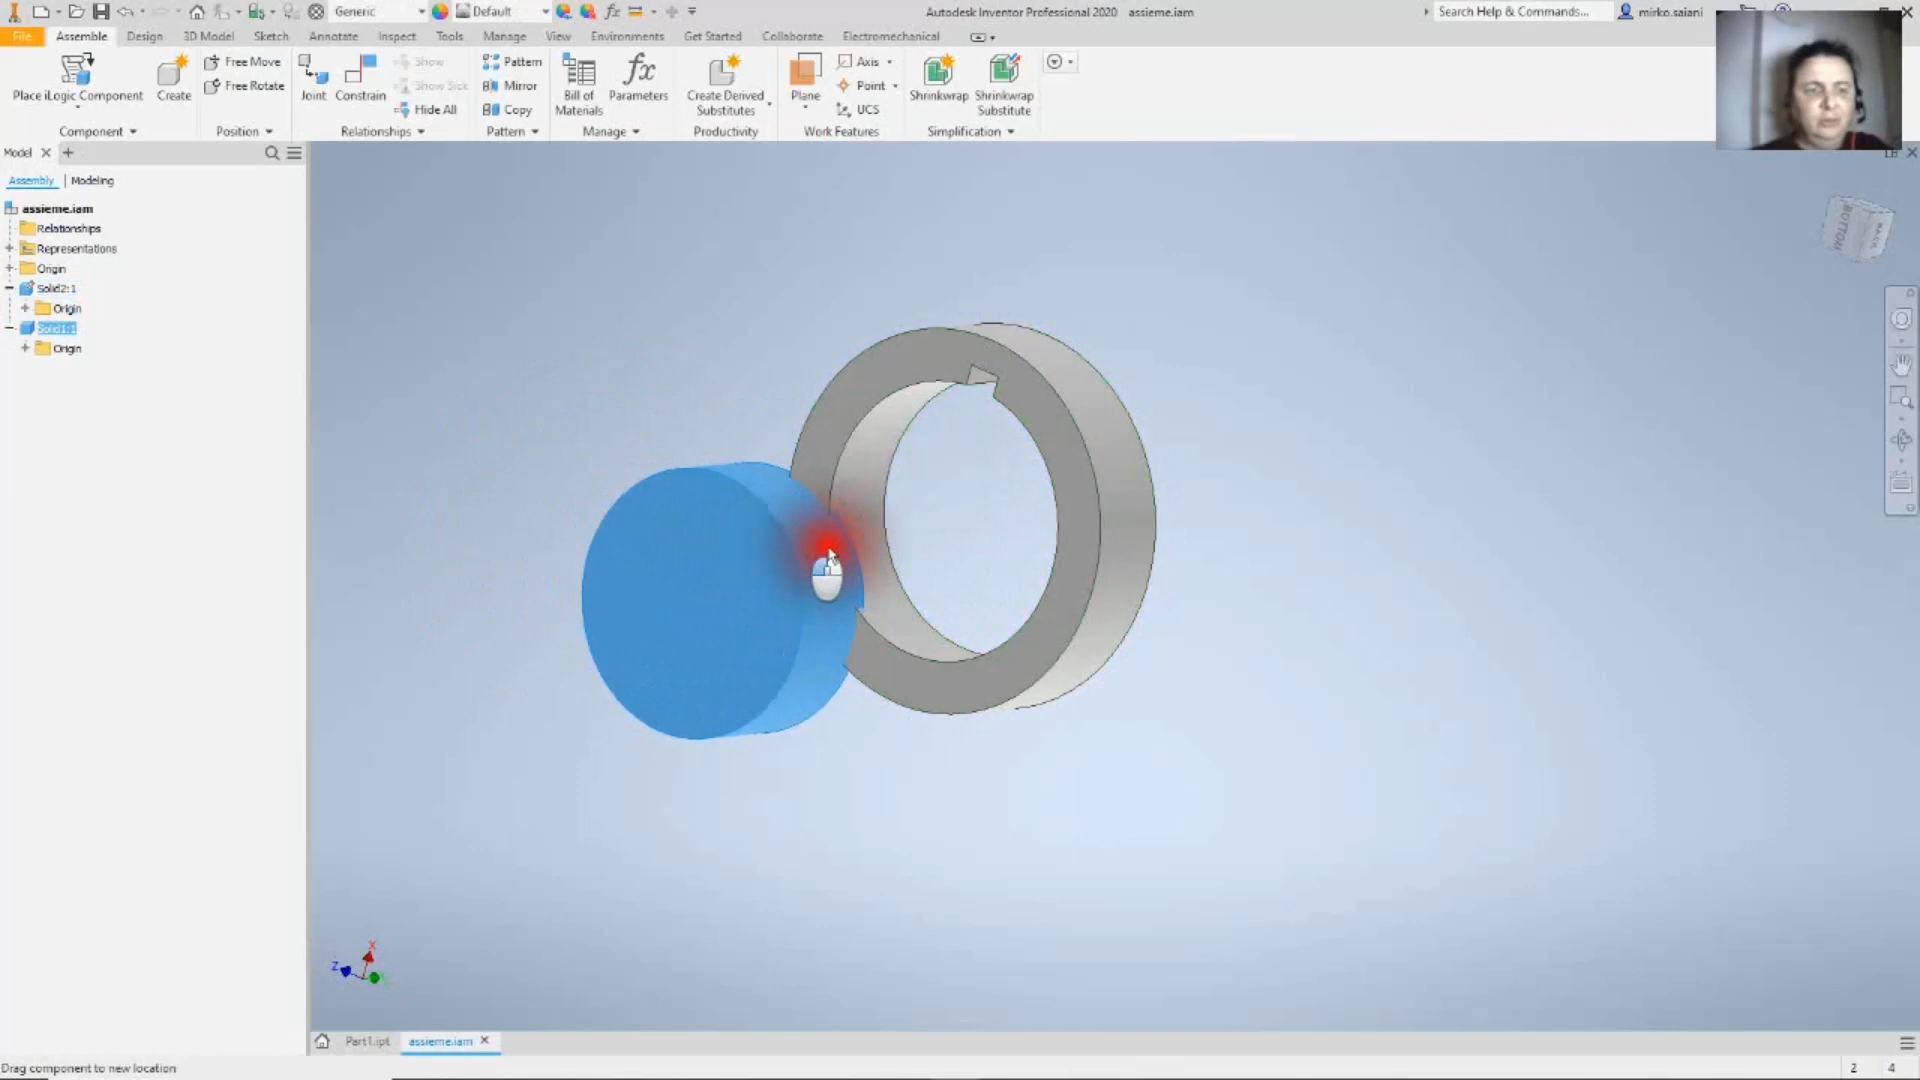 Generic
Default
Autodesk Inventor Professional 2020 assieme.iam
Search Help & Commands...
mirko.saiani
File Assemble Design 3D Model Sketch Annotate Inspect Tools Manage View Environments Get Started Collaborate Electromechanical
Place iLogic Component
Create
Free Move
Free Rotate
Joint
Constrain
Show
Show Sick
Hide All
Pattern
Mirror
Copy
Bill of
Materials
fx
Parameters
Create Derived
Substitutes
Plane
Axis
Point
UCS
Shrinkwrap
Shrinkwrap
Substitute
Component Position Relationships Pattern Manage Productivity Work Features Simplification
Model
Assembly | Modeling
assieme.iam
Relationships
Representations
Origin
Solid2:1
Origin
Solid1:1
Origin
BOTTOM
BACK
X
Z
Part1.ipt
assieme.iam
Drag component to new location
2 4